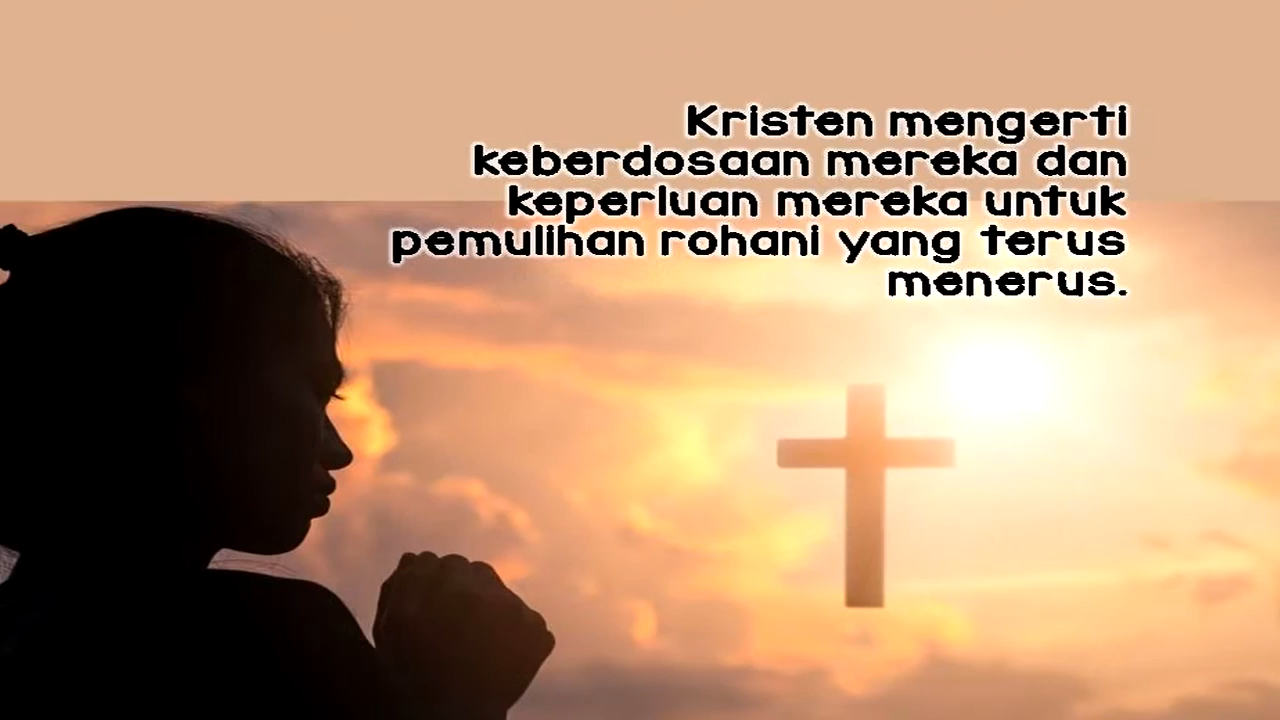 Kristen mengerti
keberdosaan mereka dan
keperluan mereka untuk
pemulihan rohani yang terus
menerus.